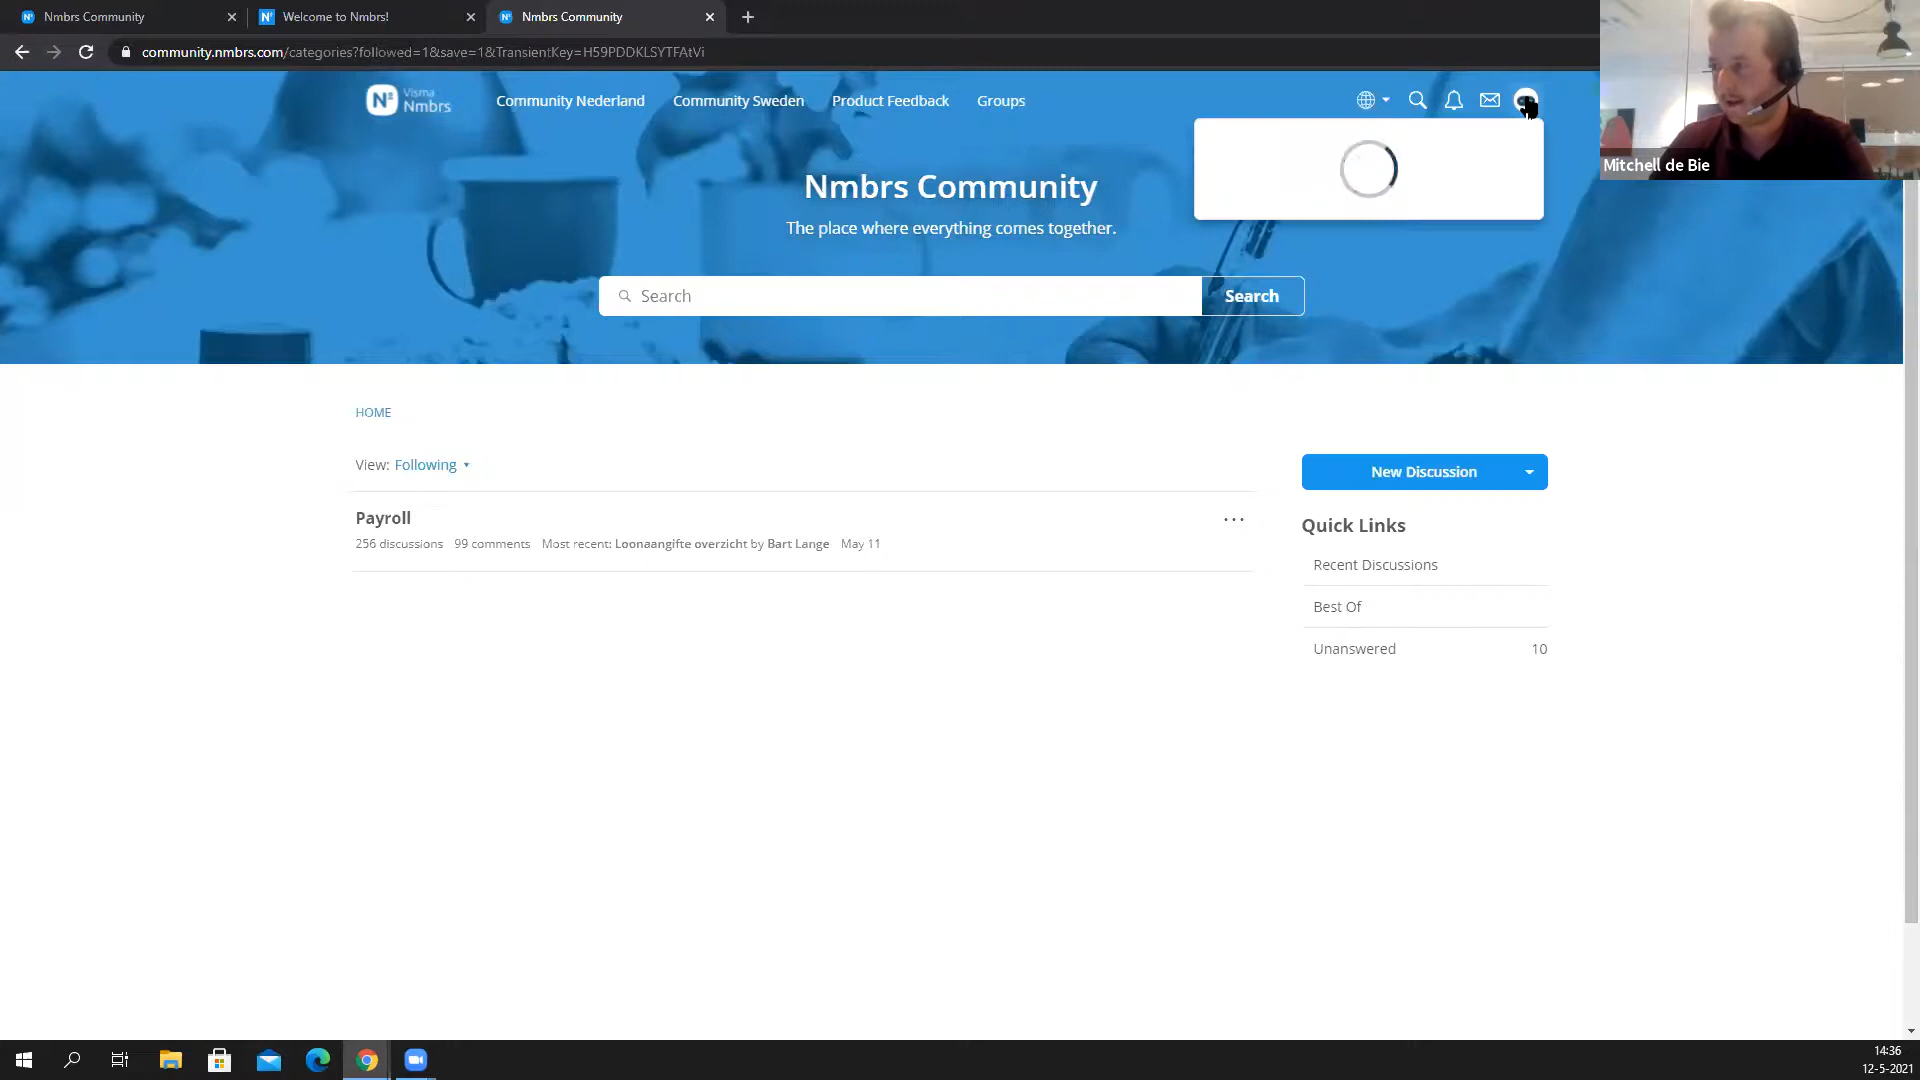 Nmbrs Community
Welcome to Nmbrs!
Nmbrs Community
community.nmbrs.com/categories?followed=1&save=1&TransientKey=H59PDDKLSYTFAtVi
Visma
Nmbrs
Community Nederland
Community Sweden
Product Feedback
Groups
Mitchell de Bie
Nmbrs Community
The place where everything comes together.
Search
Search
HOME
View: Following
New Discussion
Payroll
256 discussions 99 comments Most recent: Loonaangifte overzicht by Bart Lange May 11
Quick Links
Recent Discussions
Best Of
Unanswered 10
14:36
12-5-2021